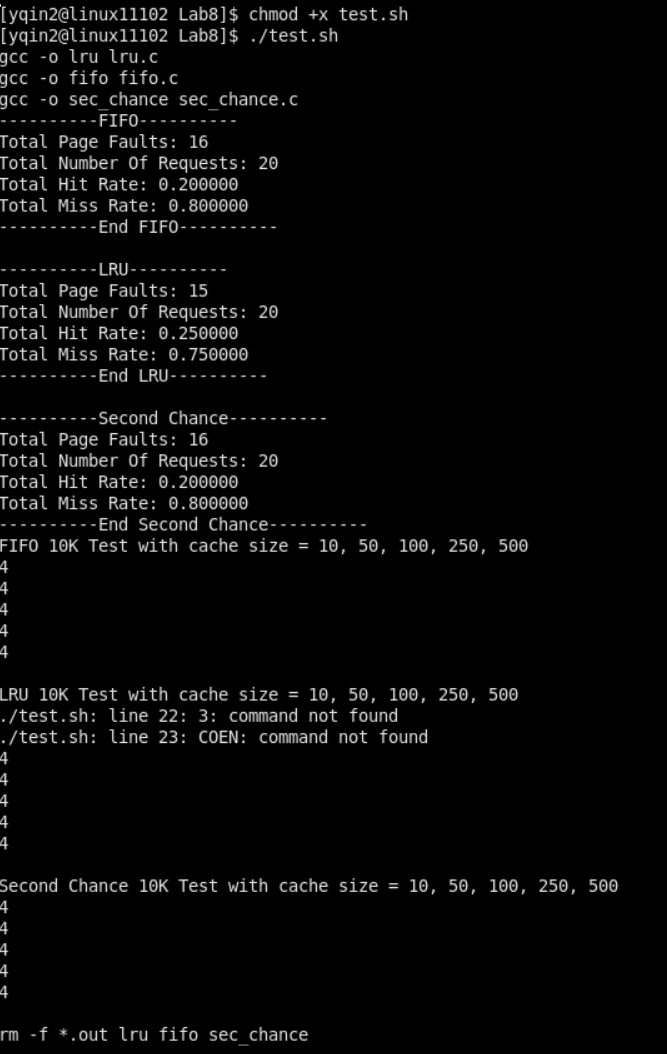 [yqin2@linux11102 Lab8]$ chmod +x test.sh
[yqin2@linux11102 Lab8]$ ./test.sh
gcc -o lru lru.c
gcc -o fifo fifo.c
gcc -o sec_chance sec_chance.c
----------FIFO----------
Total Page Faults: 16
Total Number Of Requests: 20
Total Hit Rate: 0.200000
Total Miss Rate: 0.800000
----------End FIFO----------

----------LRU----------
Total Page Faults: 15
Total Number Of Requests: 20
Total Hit Rate: 0.250000
Total Miss Rate: 0.750000
----------End LRU----------

----------Second Chance----------
Total Page Faults: 16
Total Number Of Requests: 20
Total Hit Rate: 0.200000
Total Miss Rate: 0.800000
----------End Second Chance----------
FIFO 10K Test with cache size = 10, 50, 100, 250, 500
4
4
4
4
4

LRU 10K Test with cache size = 10, 50, 100, 250, 500
./test.sh: line 22: 3: command not found
./test.sh: line 23: COEN: command not found
4
4
4
4
4

Second Chance 10K Test with cache size = 10, 50, 100, 250, 500
4
4
4
4
4

rm -f *.out lru fifo sec_chance